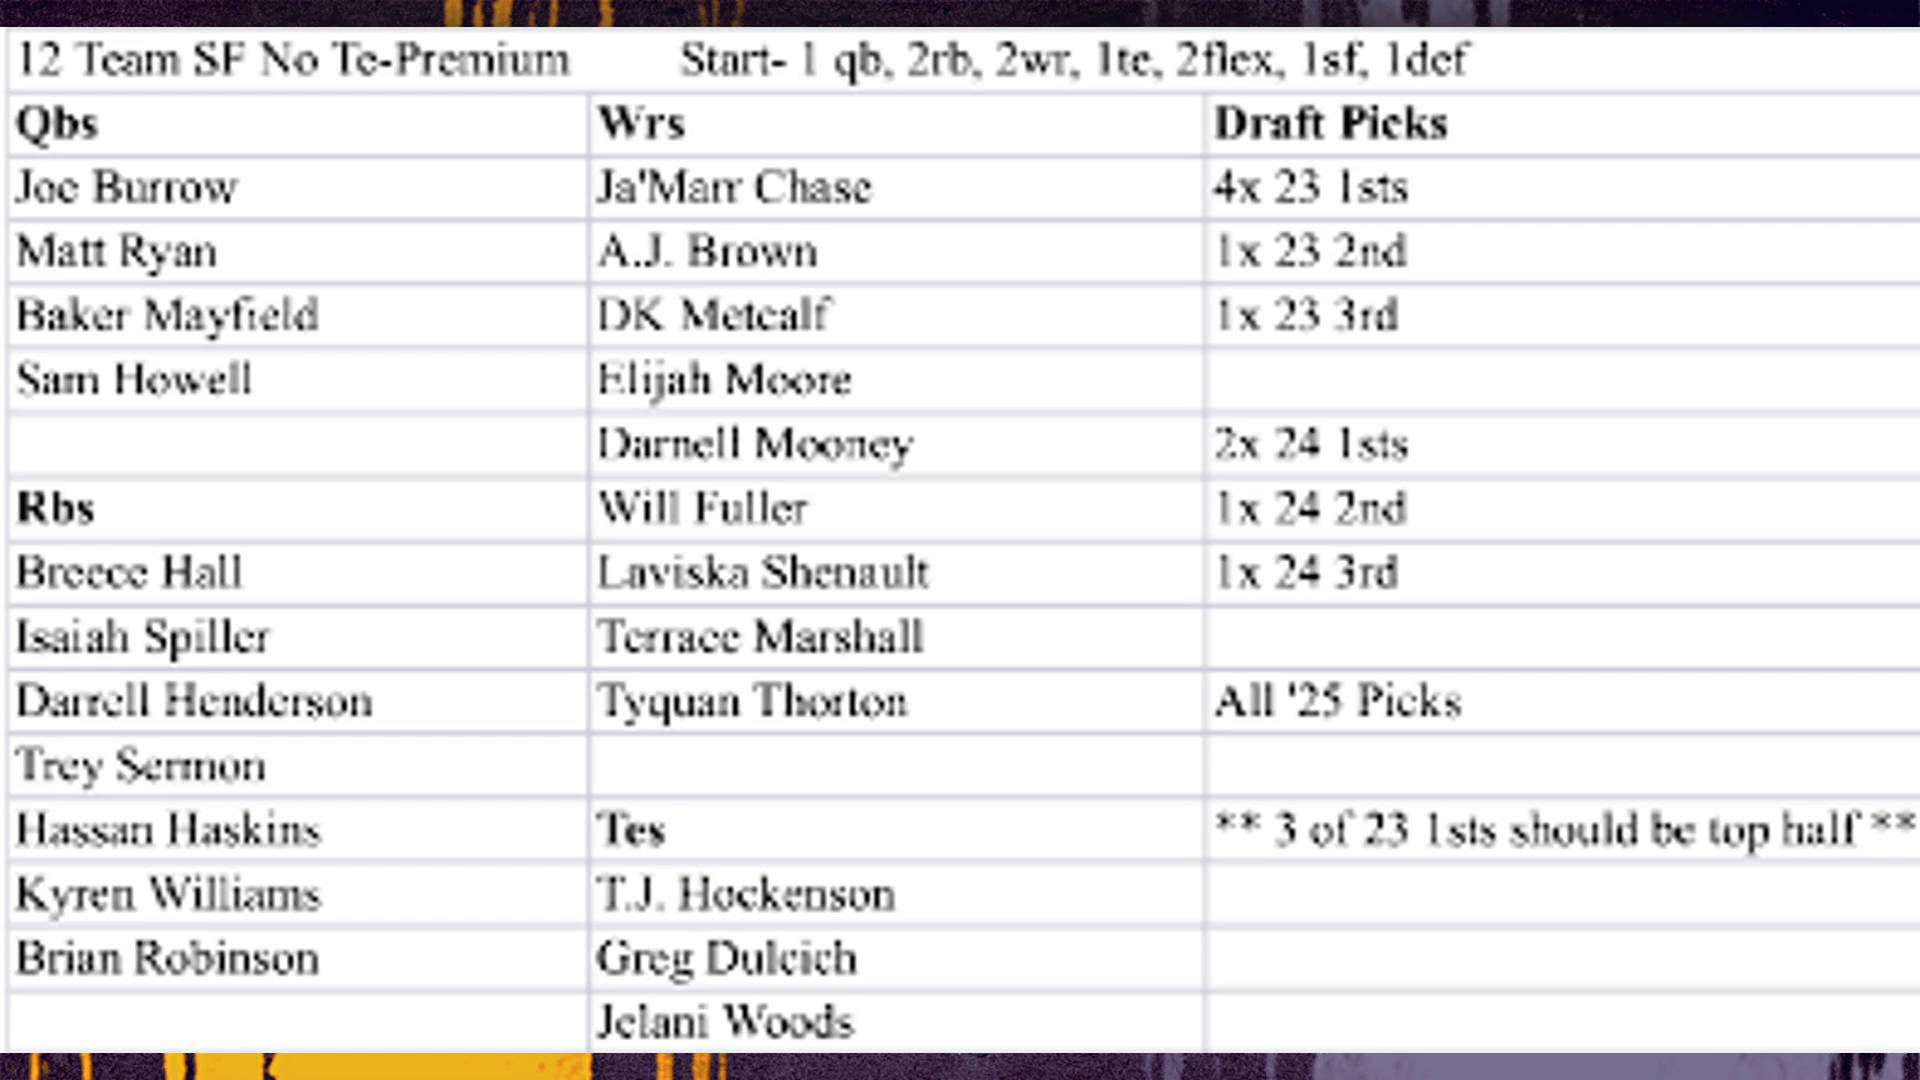 12 Team SF No Te-Premium Start- 1 qb, 2rb, 2wr, 1te, 2flex, 1sf, 1def
Qbs Wrs Draft Picks
Joe Burrow Ja'Marr Chase 4x 23 1sts
Matt Ryan A.J. Brown 1x 23 2nd
Baker Mayfield DK Metcalf 1x 23 3rd
Sam Howell Elijah Moore
Darnell Mooney 2x 24 1sts
Rbs Will Fuller 1x 24 2nd
Breece Hall Laviska Shenault 1x 24 3rd
Isaiah Spiller Terrace Marshall
Darrell Henderson Tyquan Thorton All '25 Picks
Trey Sermon
Hassan Haskins Tes ** 3 of 23 1sts should be top half **
Kyren Williams T.J. Hockenson
Brian Robinson Greg Dulcich
Jelani Woods